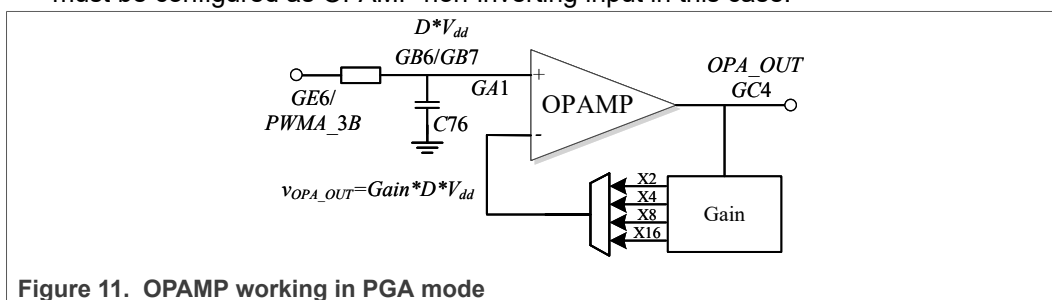 must be configured as OPAMP non-inverting input in this case.
D*Vdd
GB6/GB7
GA1
GE6/
PWMA_3B
C76
+
OPAMP
-
OPA_OUT
GC4
vOPA_OUT=Gain*D*Vdd
X2
X4
X8
X16
Gain
Figure 11. OPAMP working in PGA mode